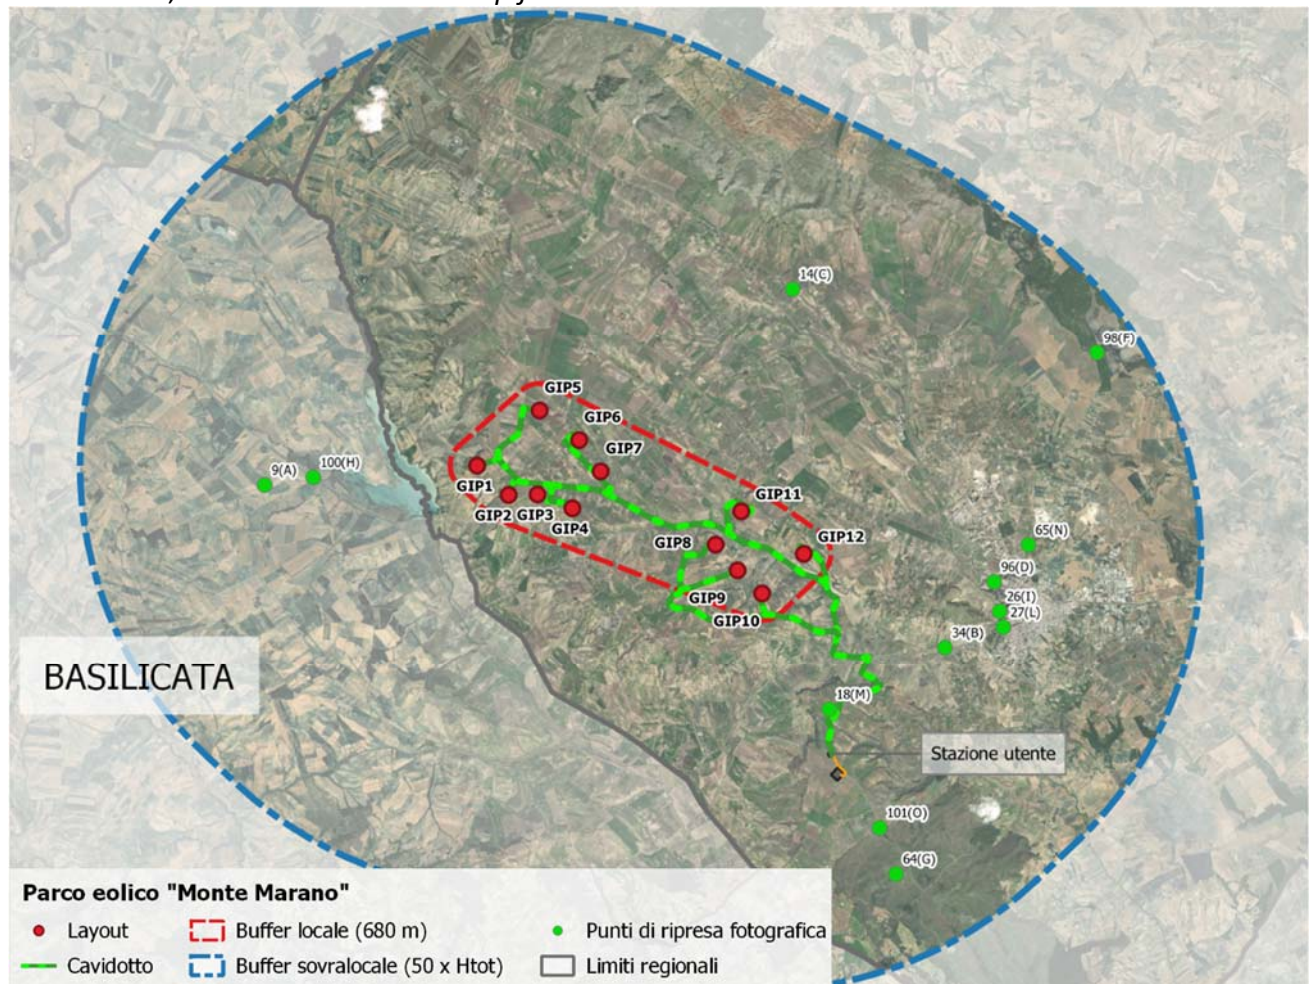 14(C)
98(F)
GIP5
GIP6
GIP7
9(A)
100(H)
GIP1
GIP2
GIP3
GIP4
GIP11
GIP8
GIP12
65(N)
96(D)
26(I)
27(L)
GIP9
GIP10
34(B)
BASILICATA
18(M)
Stazione utente
101(O)
64(G)
Parco eolico "Monte Marano"
Layout
Buffer locale (680 m)
Punti di ripresa fotografica
Cavidotto
Buffer sovralocale (50 x Htot)
Limiti regionali